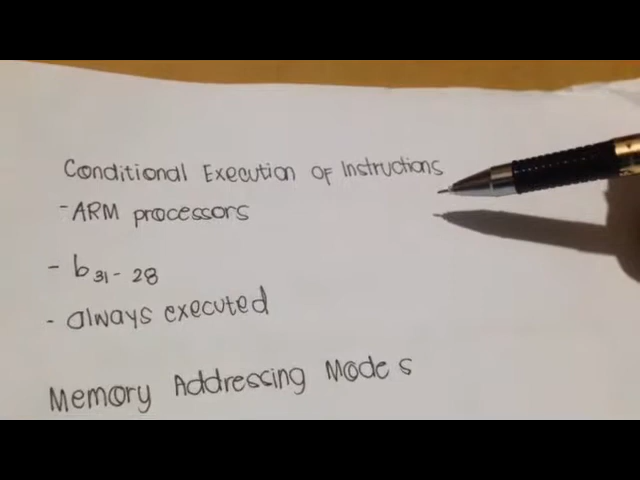 Conditional Execution of Instructions
- ARM processors
- b31-28
- always executed
Memory Addressing Modes